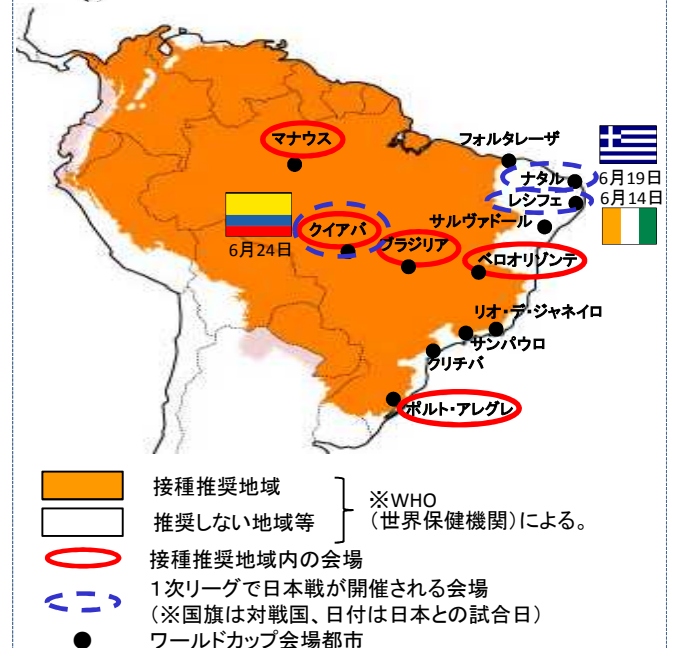 マナウス
フォルタレーザ
ナタル
6月19日
レシフェ
6月14日
サルヴァドール
クイアバ
6月24日
ブラジリア
ベロオリゾンテ
リオ・デ・ジャネイロ
サンパウロ
クリチバ
ポルト・アレグレ
接種推奨地域
推奨しない地域等
※WHO
(世界保健機関)による。
接種推奨地域内の会場
1次リーグで日本戦が開催される会場
(※国旗は対戦国、日付は日本との試合日)
ワールドカップ会場都市